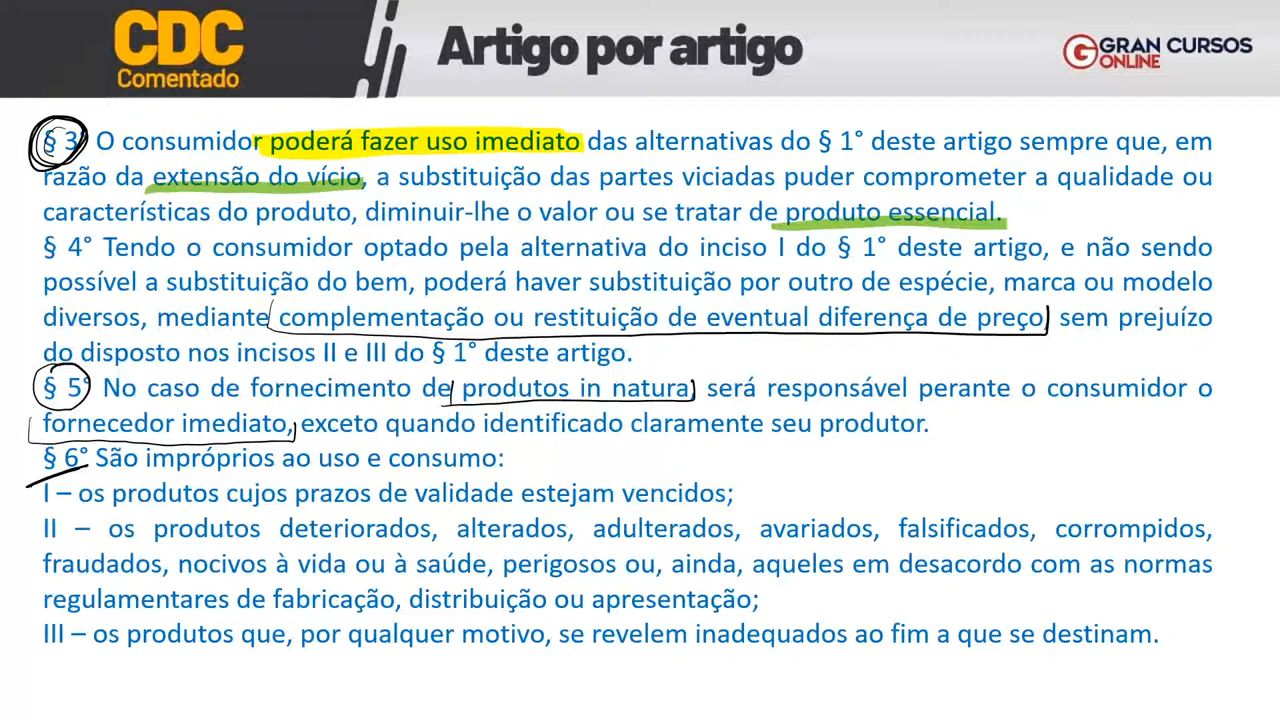 CDC
Comentado
Artigo por artigo
GRAN CURSOS
ONLINE
§ 3° O consumidor poderá fazer uso imediato das alternativas do § 1° deste artigo sempre que, em
razão da extensão do vício, a substituição das partes viciadas puder comprometer a qualidade ou
características do produto, diminuir-lhe o valor ou se tratar de produto essencial.
§ 4° Tendo o consumidor optado pela alternativa do inciso I do § 1° deste artigo, e não sendo
possível a substituição do bem, poderá haver substituição por outro de espécie, marca ou modelo
diversos, mediante complementação ou restituição de eventual diferença de preço, sem prejuízo
do disposto nos incisos II e III do § 1° deste artigo.
§ 5° No caso de fornecimento de produtos in natura, será responsável perante o consumidor o
fornecedor imediato, exceto quando identificado claramente seu produtor.
§ 6° São impróprios ao uso e consumo:
I – os produtos cujos prazos de validade estejam vencidos;
II – os produtos deteriorados, alterados, adulterados, avariados, falsificados, corrompidos,
fraudados, nocivos à vida ou à saúde, perigosos ou, ainda, aqueles em desacordo com as normas
regulamentares de fabricação, distribuição ou apresentação;
III – os produtos que, por qualquer motivo, se revelem inadequados ao fim a que se destinam.